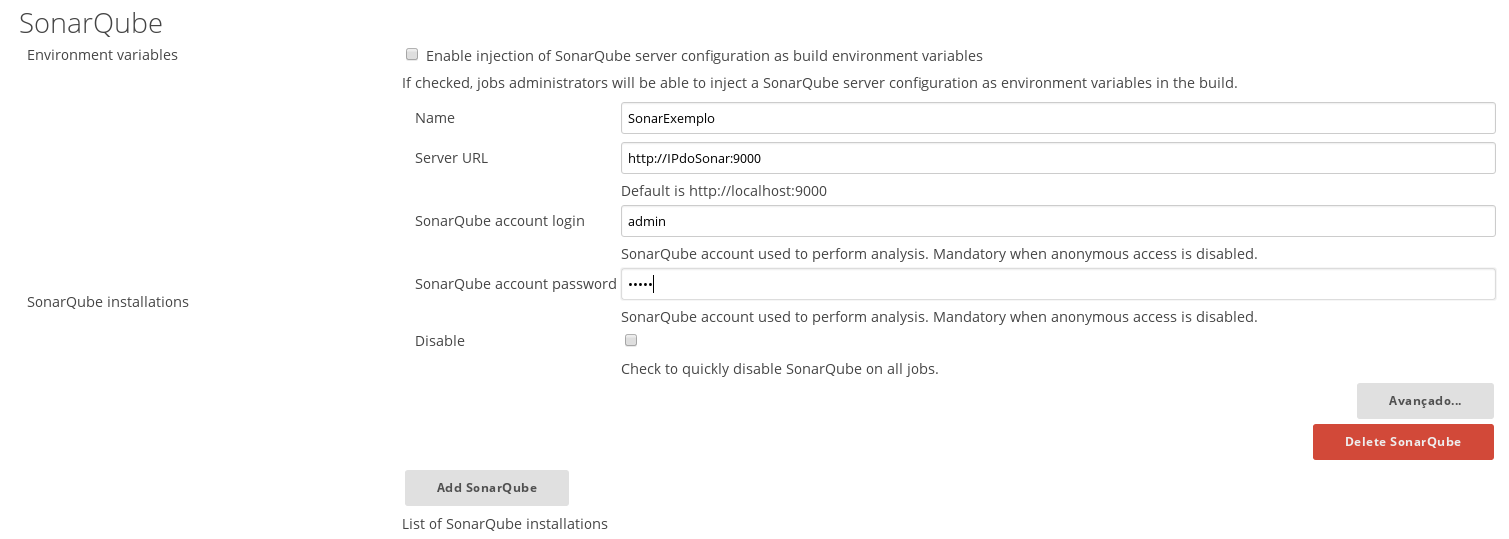 SonarQube
Environment variables
Enable injection of SonarQube server configuration as build environment variables
If checked, jobs administrators will be able to inject a SonarQube server configuration as environment variables in the build.
Name
SonarExemplo
Server URL
http://IPdoSonar:9000
Default is http://localhost:9000
SonarQube account login
admin
SonarQube account used to perform analysis. Mandatory when anonymous access is disabled.
SonarQube account password
•••••
SonarQube installations
SonarQube account used to perform analysis. Mandatory when anonymous access is disabled.
Disable
Check to quickly disable SonarQube on all jobs.
Avançado...
Delete SonarQube
Add SonarQube
List of SonarQube installations